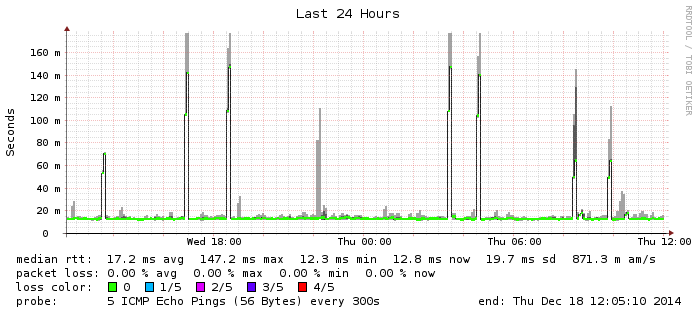 Last 24 Hours
RRDTOOL / TOBI OETIKER
Seconds
160 m
140 m
120 m
100 m
80 m
60 m
40 m
20 m
0
Wed 18:00 Thu 00:00 Thu 06:00 Thu 12:00
median rtt: 17.2 ms avg 147.2 ms max 12.3 ms min 12.8 ms now 19.7 ms sd 871.3 m am/s
packet loss: 0.00 % avg 0.00 % max 0.00 % min 0.00 % now
loss color: 0 1/5 2/5 3/5 4/5
probe: 5 ICMP Echo Pings (56 Bytes) every 300s end: Thu Dec 18 12:05:10 2014